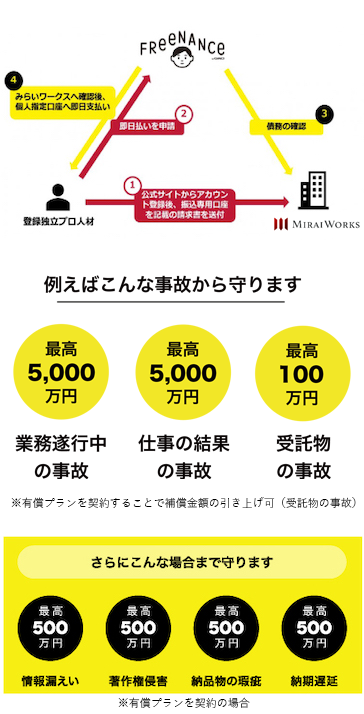 FREENANCE
4
みらいワークスへ確認後、
個人指定口座へ即日支払い
2
即日払いを申請
3
債務の確認
1
公式サイトからアカウン
ト登録後、振込専用口座
を記載の請求書を送付
登録独立プロ人材
MIRAIWORKS
例えばこんな事故から守ります
最高
5,000
万円
最高
5,000
万円
最高
100
万円
業務遂行中
の事故
仕事の結果
の事故
受託物
の事故
※有償プランを契約することで補償金額の引き上げ可（受託物の事故）
さらにこんな場合まで守ります
最高
500
万円
最高
500
万円
最高
500
万円
最高
500
万円
情報漏えい
著作権侵害
納品物の瑕疵
納期遅延
※有償プランを契約の場合